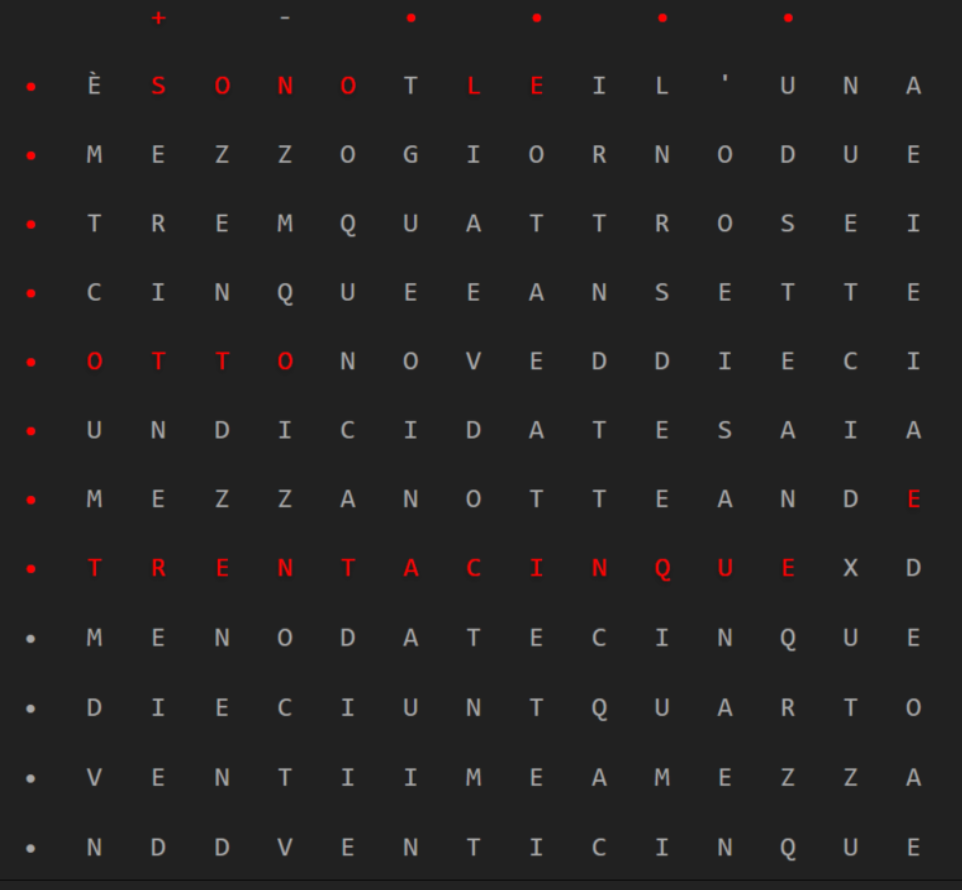 + - • • • •
• È S O N O T L E I L ' U N A
• M E Z Z O G I O R N O D U E
• T R E M Q U A T T R O S E I
• C I N Q U E E A N S E T T E
• O T T O N O V E D D I E C I
• U N D I C I D A T E S A I A
• M E Z Z A N O T T E A N D E
• T R E N T A C I N Q U E X D
• M E N O D A T E C I N Q U E
• D I E C I U N T Q U A R T O
• V E N T I I M E A M E Z Z A
• N D D V E N T I C I N Q U E